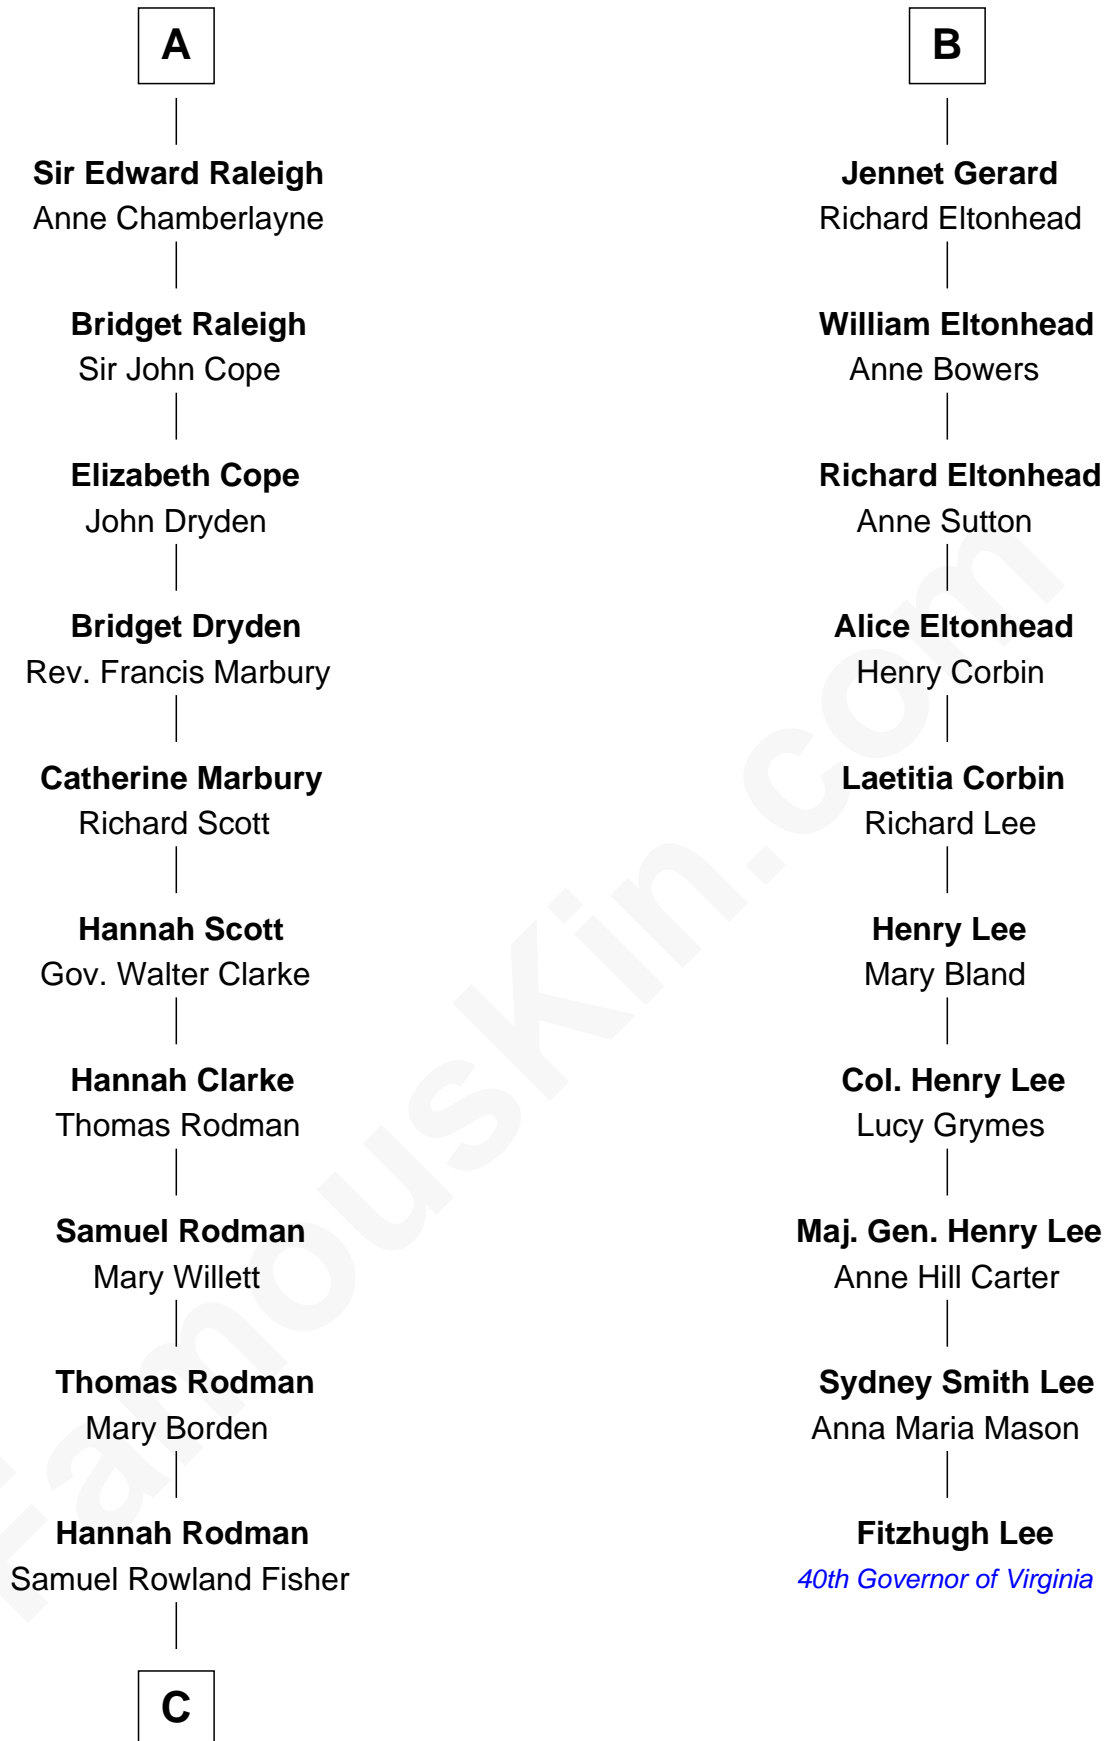 A
Sir Edward Raleigh
Anne Chamberlayne
Bridget Raleigh
Sir John Cope
Elizabeth Cope
John Dryden
Bridget Dryden
Rev. Francis Marbury
Catherine Marbury
Richard Scott
Hannah Scott
Gov. Walter Clarke
Hannah Clarke
Thomas Rodman
Samuel Rodman
Mary Willett
Thomas Rodman
Mary Borden
Hannah Rodman
Samuel Rowland Fisher
C
B
Jennet Gerard
Richard Eltonhead
William Eltonhead
Anne Bowers
Richard Eltonhead
Anne Sutton
Alice Eltonhead
Henry Corbin
Laetitia Corbin
Richard Lee
Henry Lee
Mary Bland
Col. Henry Lee
Lucy Grymes
Maj. Gen. Henry Lee
Anne Hill Carter
Sydney Smith Lee
Anna Maria Mason
Fitzhugh Lee
40th Governor of Virginia
FamousKin.com